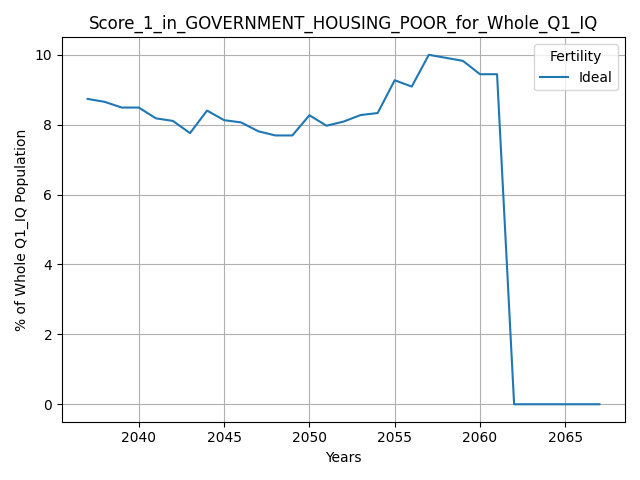 Score_1_in_GOVERNMENT_HOUSING_POOR_for_Whole_Q1_IQ
Fertility
Ideal
% of Whole Q1_IQ Population
10
8
6
4
2
0
2040 2045 2050 2055 2060 2065
Years